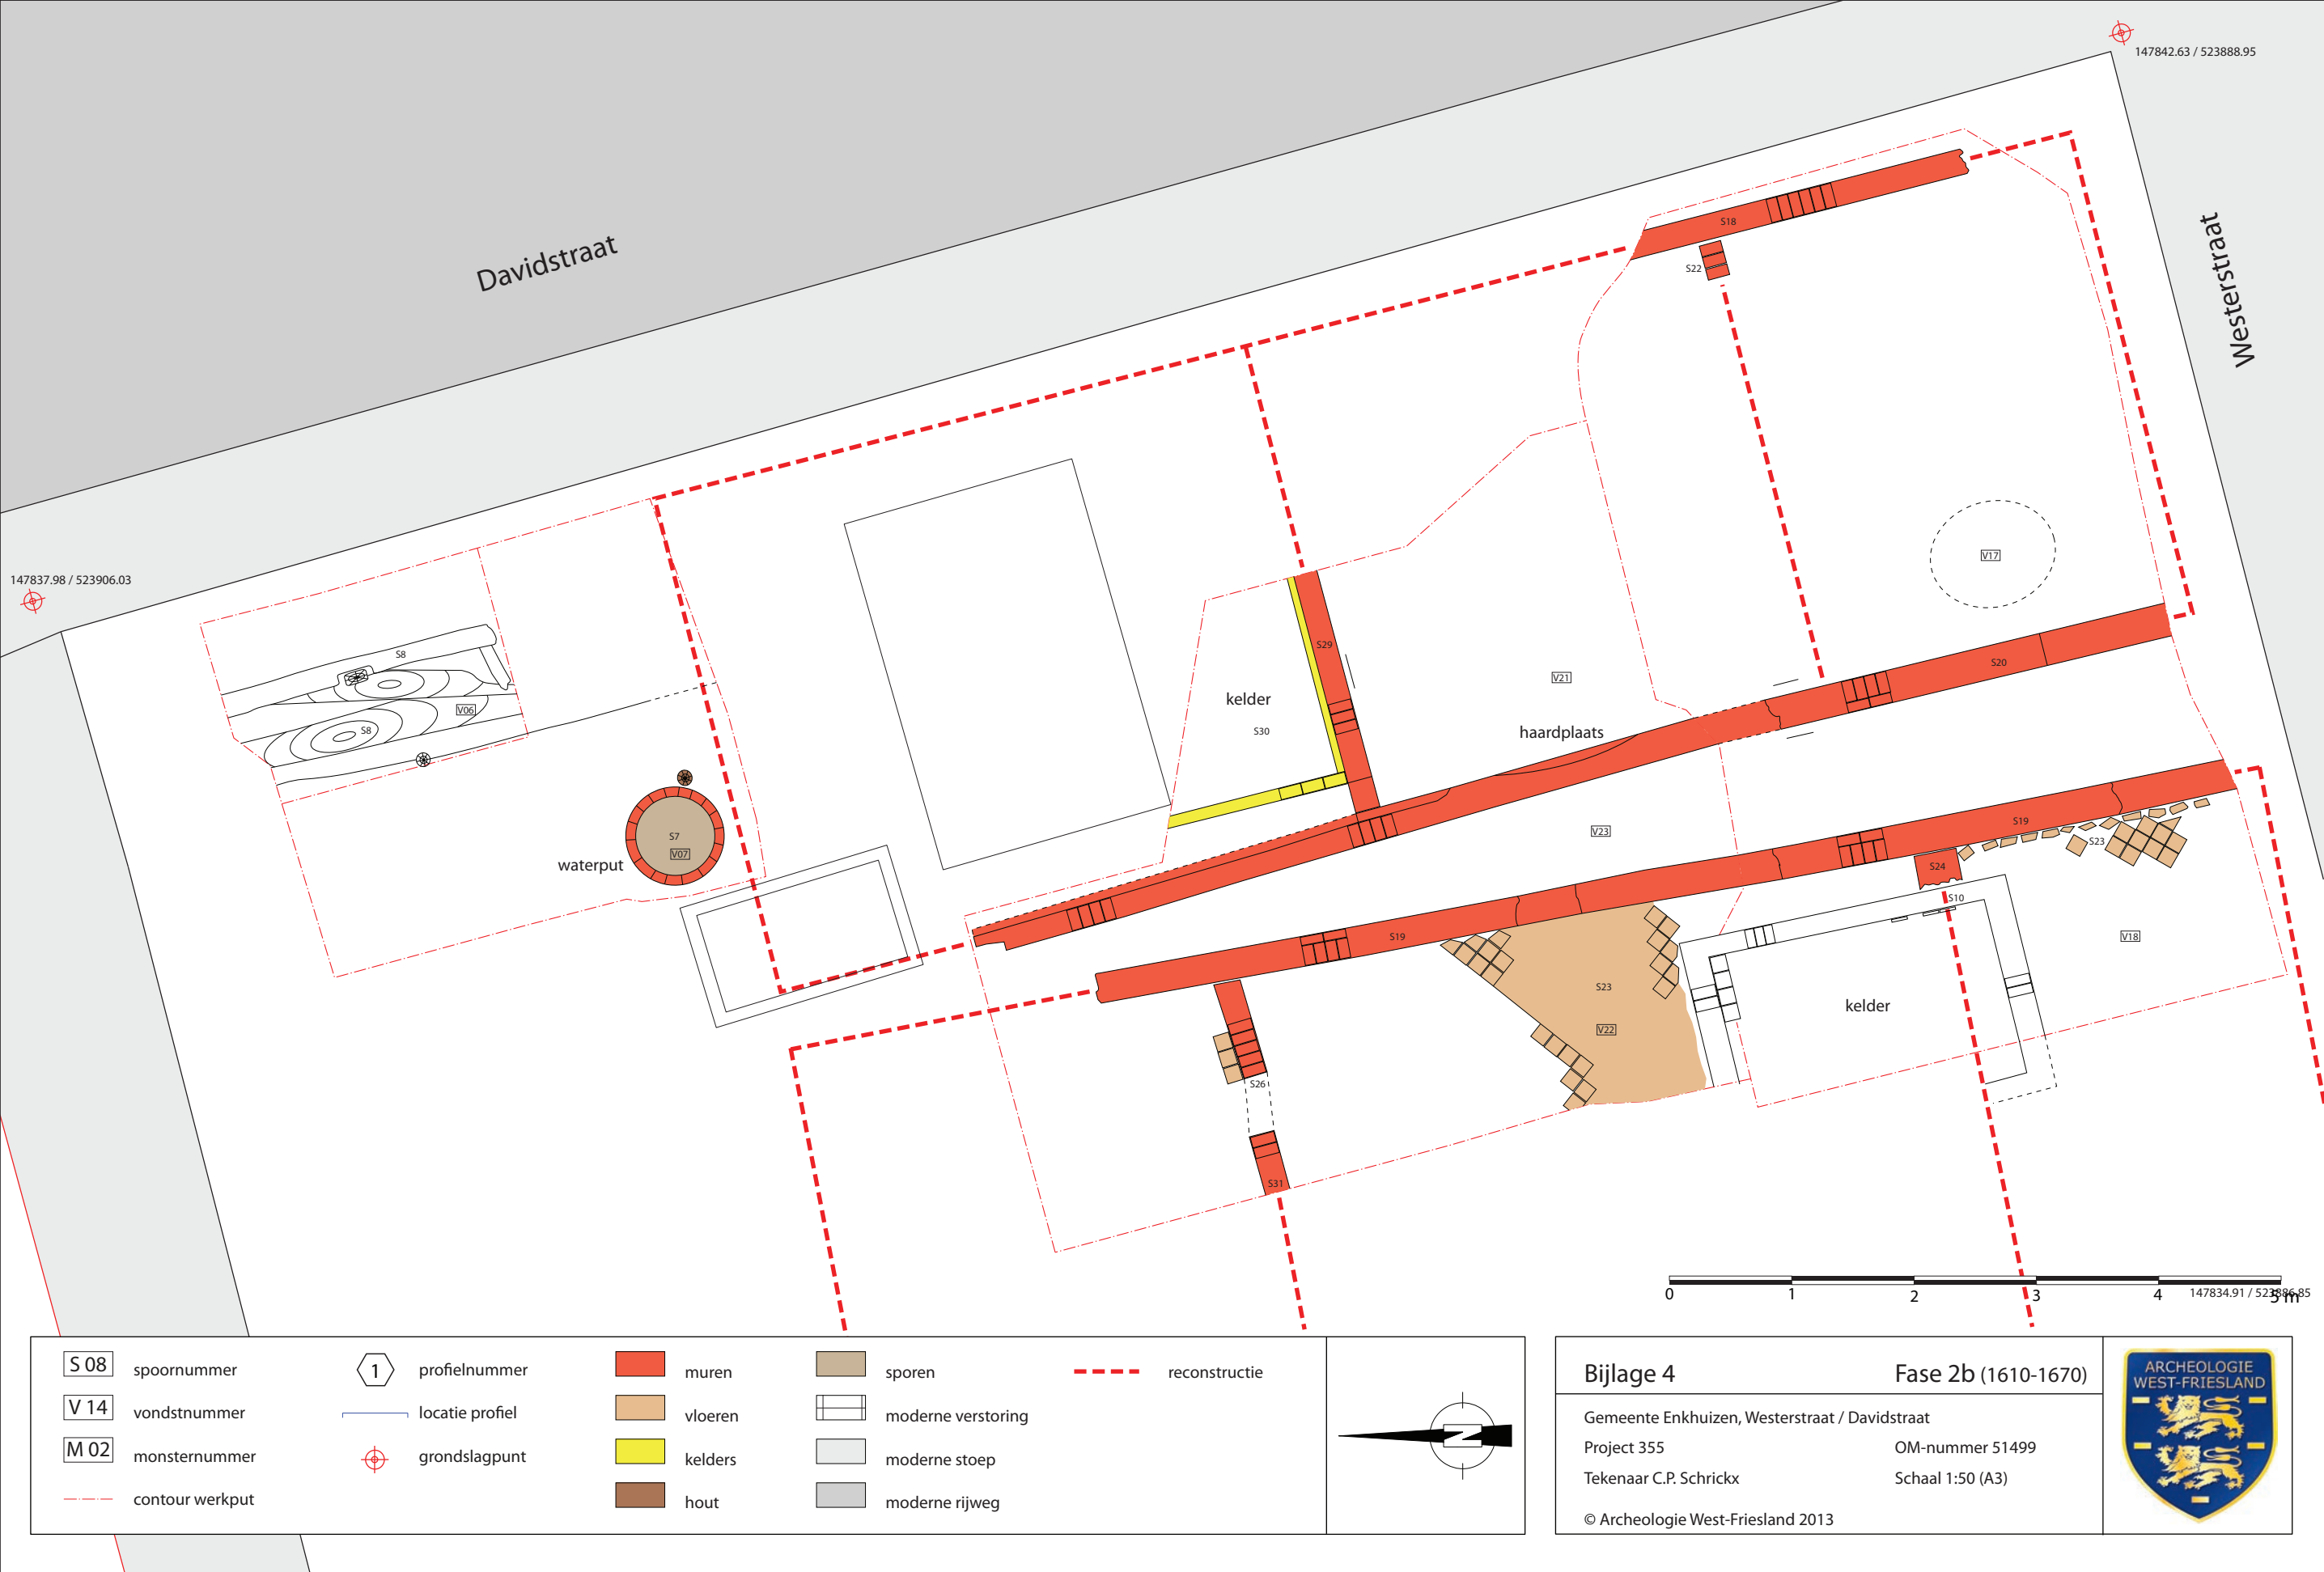 147842.63 / 523888.95
Westerstraat
Davidstraat
S18
S22
147837.98 / 523906.03
V17
S8
V06
S8
S29
kelder
S30
V21
haardplaats
S20
S7
V07
waterput
V23
S19
S23
S24
S10
S19
V18
S23
V22
kelder
S26
S31
0 1 2 3 4 5 m
147834.91 / 523886.85
S 08 spoornummer
V 14 vondstnummer
M 02 monsternummer
contour werkput
1 profielnummer
locatie profiel
grondslagpunt
muren
vloeren
kelders
hout
sporen
moderne verstoring
moderne stoep
moderne rijweg
reconstructie
Z
Bijlage 4 Fase 2b (1610-1670)
Gemeente Enkhuizen, Westerstraat / Davidstraat
Project 355 OM-nummer 51499
Tekenaar C.P. Schrickx Schaal 1:50 (A3)
© Archeologie West-Friesland 2013
ARCHEOLOGIE
WEST-FRIESLAND